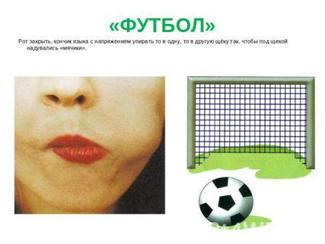 «ФУТБОЛ»
Рот закрыть, кончик языка с напряжением упирать то в одну, то в другую щёку так, чтобы под щекой
надувались «мячики».